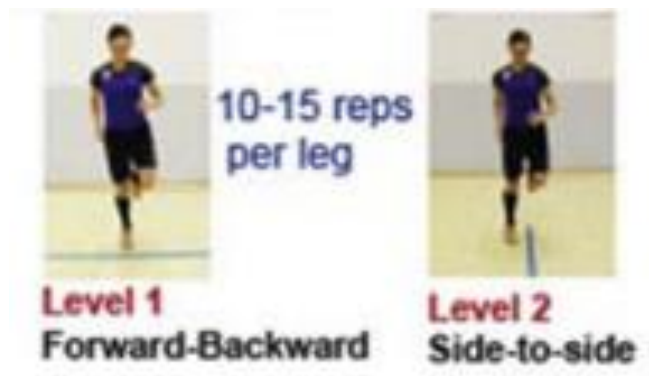 10-15 reps
per leg
Level 1
Forward-Backward
Level 2
Side-to-side